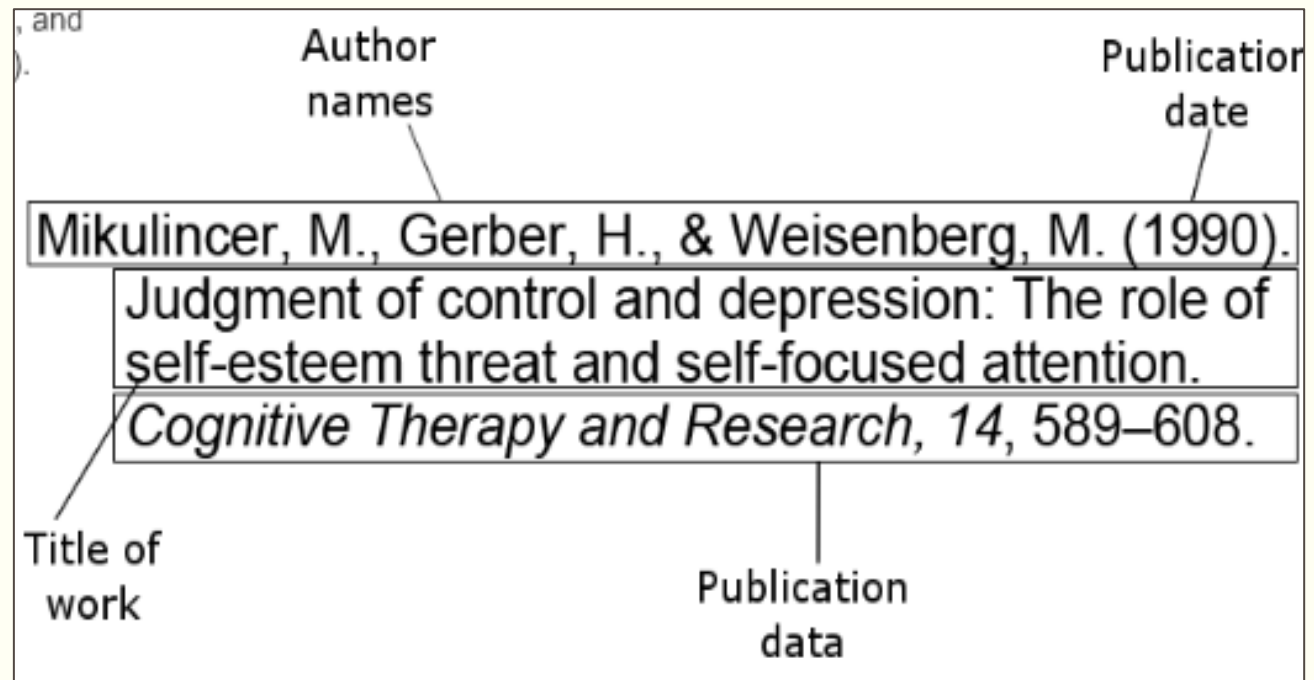 , and
).
Author
names
Publication
date
Mikulincer, M., Gerber, H., & Weisenberg, M. (1990).
Judgment of control and depression: The role of
self-esteem threat and self-focused attention.
Cognitive Therapy and Research, 14, 589–608.
Title of
work
Publication
data